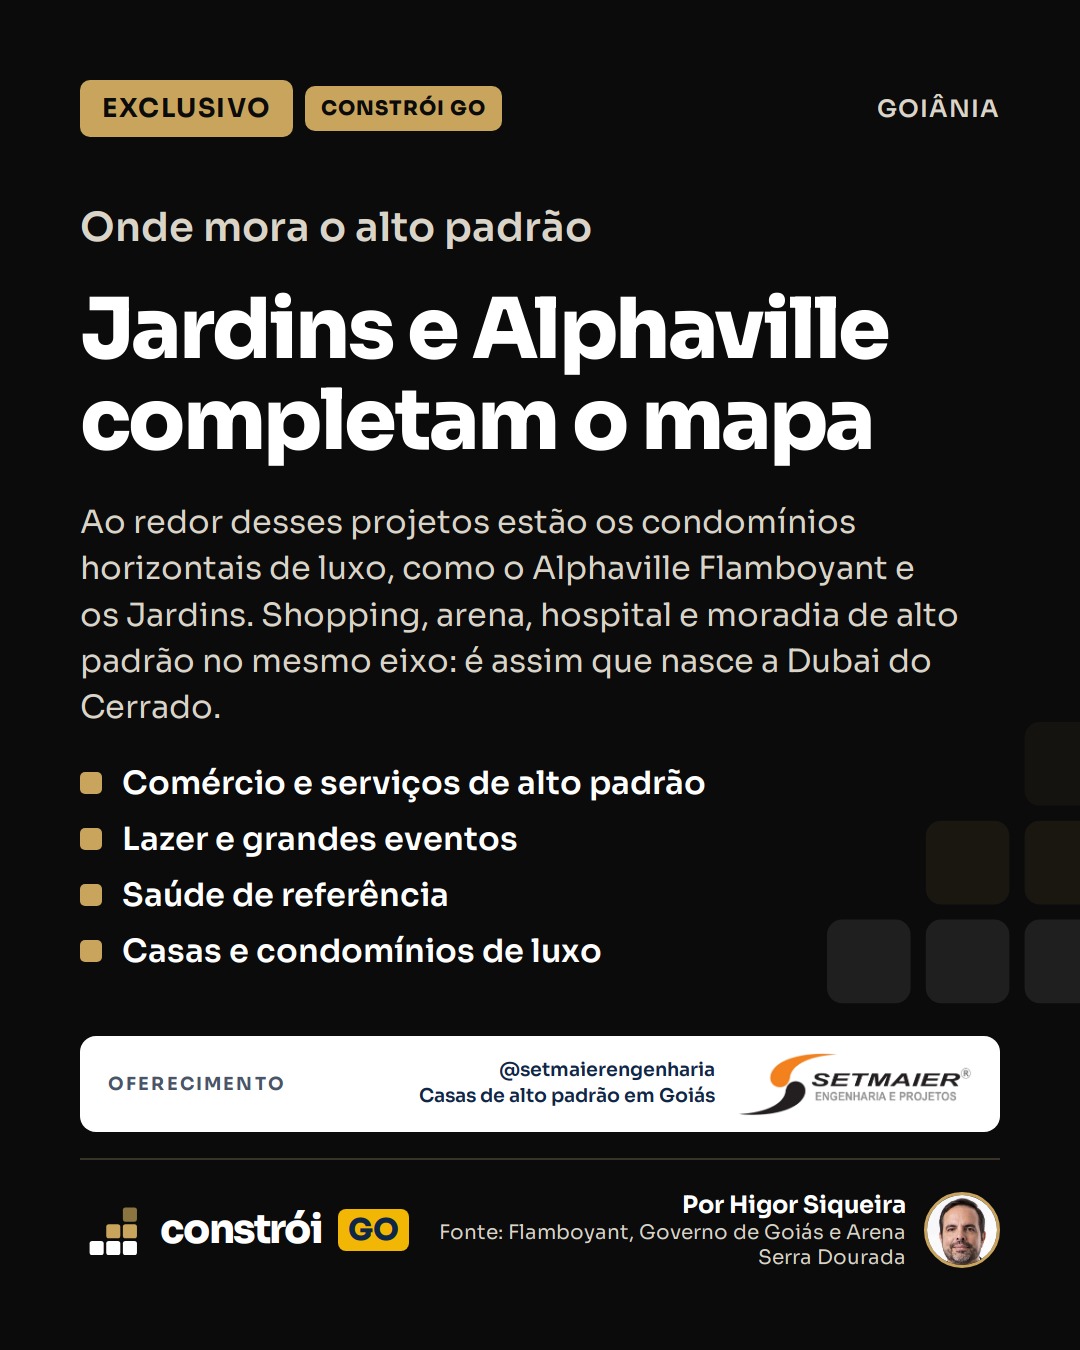 EXCLUSIVO
CONSTRÓI GO
GOIÂNIA
Onde mora o alto padrão
Jardins e Alphaville
completam o mapa
Ao redor desses projetos estão os condomínios
horizontais de luxo, como o Alphaville Flamboyant e
os Jardins. Shopping, arena, hospital e moradia de alto
padrão no mesmo eixo: é assim que nasce a Dubai do
Cerrado.
Comércio e serviços de alto padrão
Lazer e grandes eventos
Saúde de referência
Casas e condomínios de luxo
OFERECIMENTO
@setmaierengenharia
Casas de alto padrão em Goiás
SETMAIER®
ENGENHARIA E PROJETOS
constrói GO
Por Higor Siqueira
Fonte: Flamboyant, Governo de Goiás e Arena
Serra Dourada